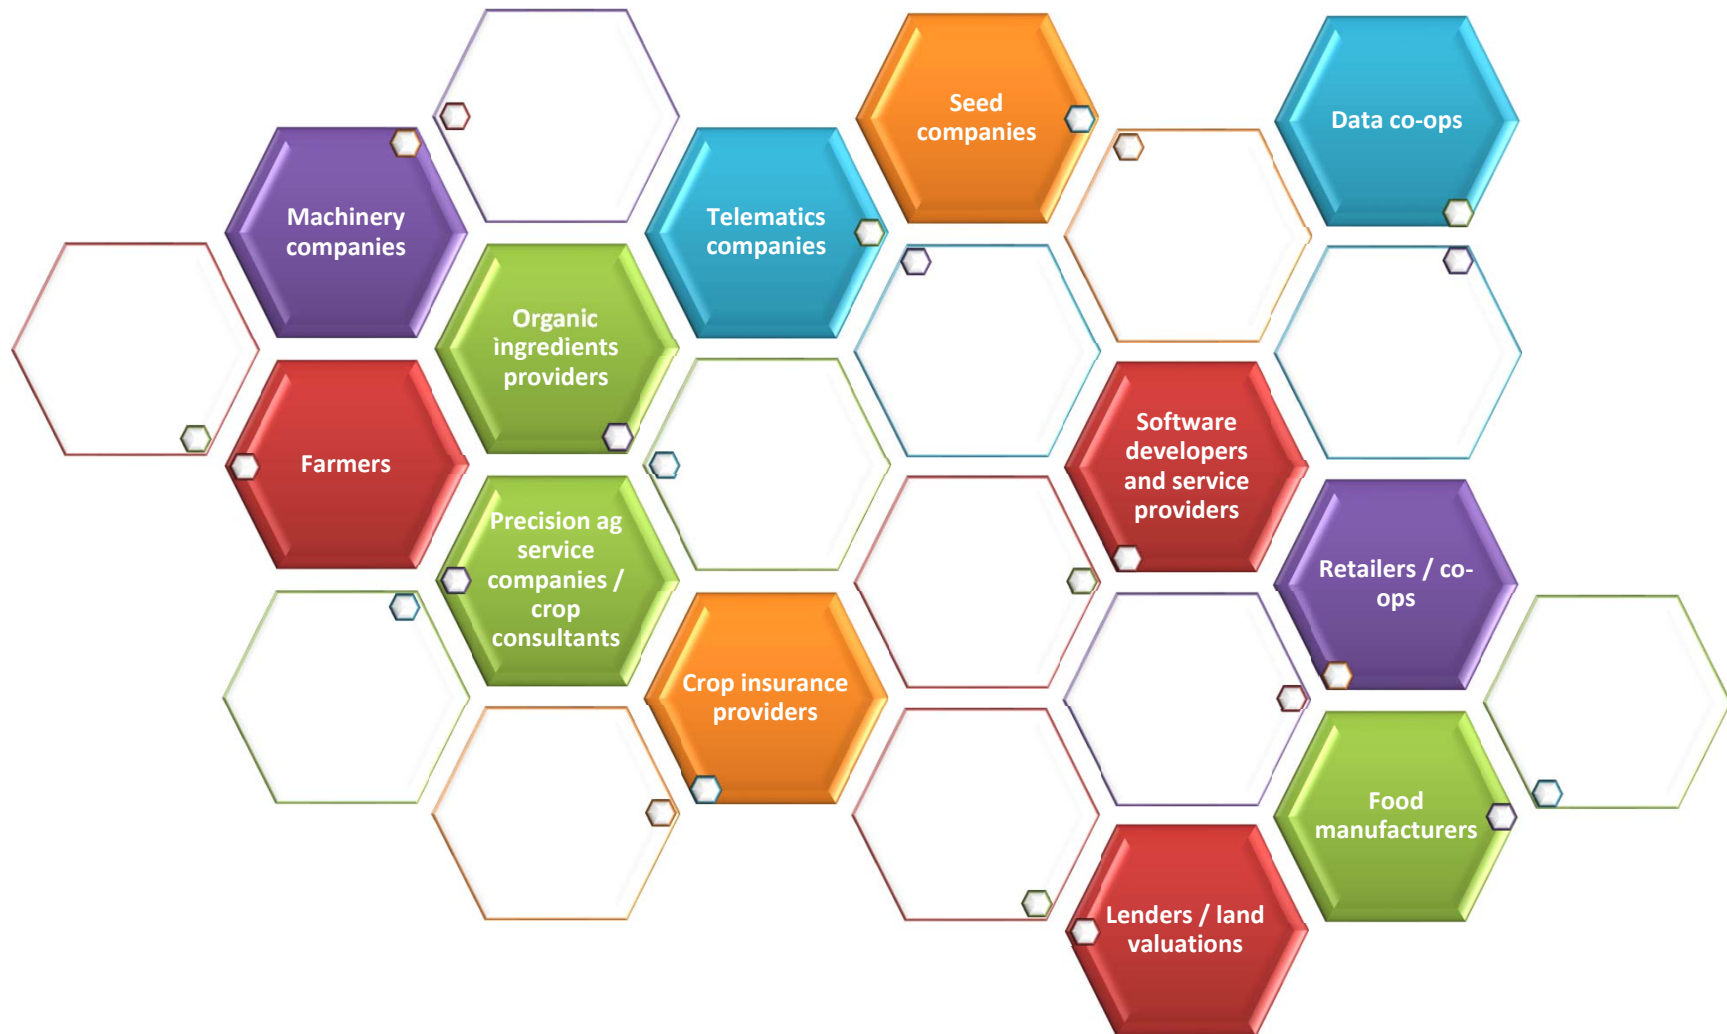 Seed
companies
Data co-ops
Machinery
companies
Telematics
companies
Organic
ingredients
providers
Farmers
Software
developers
and service
providers
Precision ag
service
companies /
crop
consultants
Retailers / co-
ops
Crop insurance
providers
Food
manufacturers
Lenders / land
valuations